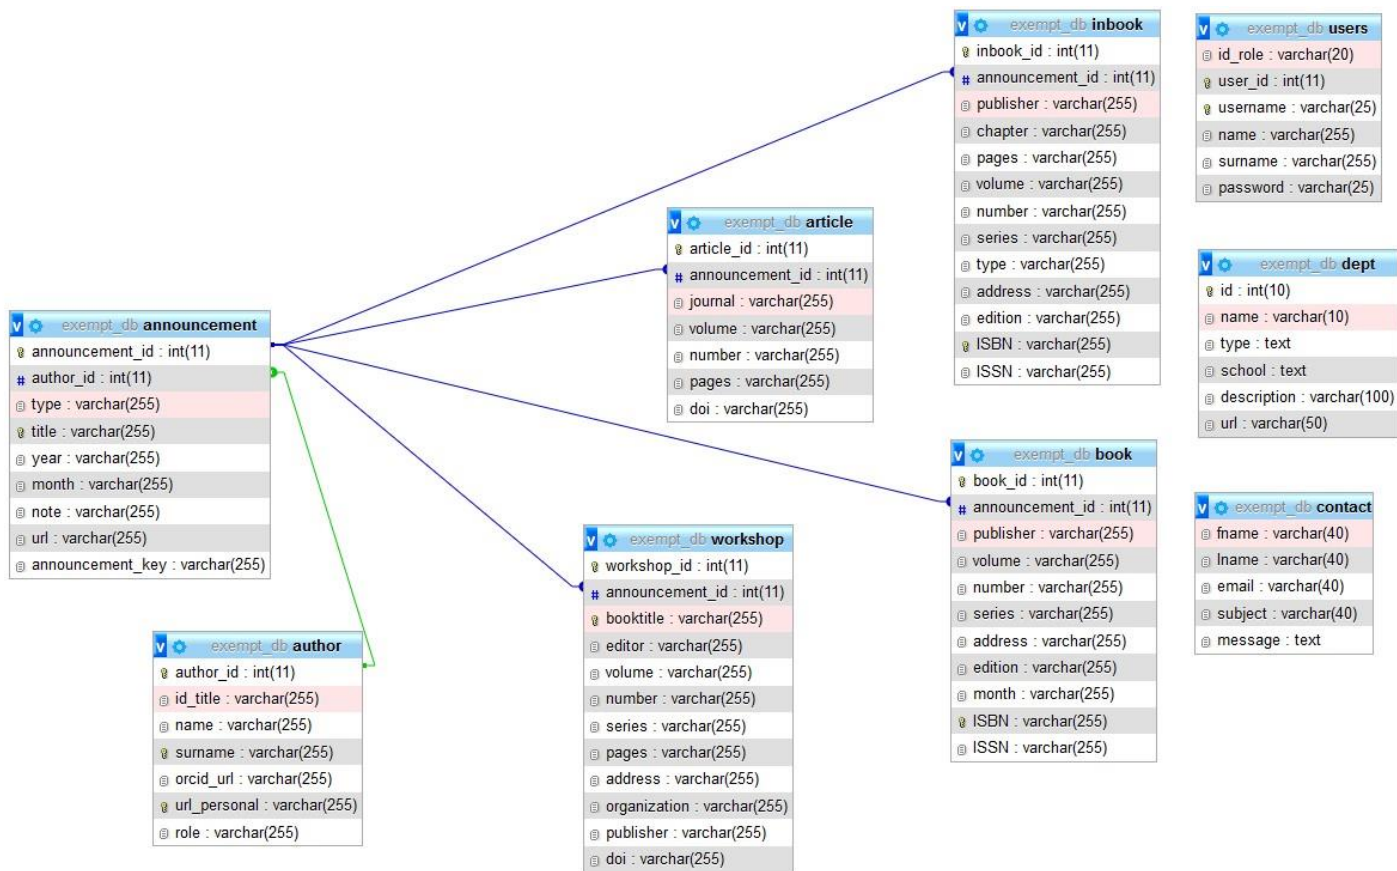 exempt_db inbook
inbook_id : int(11)
# announcement_id : int(11)
publisher : varchar(255)
chapter : varchar(255)
pages : varchar(255)
volume : varchar(255)
number : varchar(255)
series : varchar(255)
type : varchar(255)
address : varchar(255)
edition : varchar(255)
ISBN : varchar(255)
ISSN : varchar(255)
v exempt_db users
id_role : varchar(20)
user_id : int(11)
username : varchar(25)
name : varchar(255)
surname : varchar(255)
password : varchar(25)
v exempt_db article
article_id : int(11)
# announcement_id : int(11)
journal : varchar(255)
volume : varchar(255)
number : varchar(255)
pages : varchar(255)
doi : varchar(255)
v exempt_db dept
id : int(10)
name : varchar(10)
type : text
school : text
description : varchar(100)
url : varchar(50)
v exempt_db announcement
announcement_id : int(11)
# author_id : int(11)
type : varchar(255)
title : varchar(255)
year : varchar(255)
month : varchar(255)
note : varchar(255)
url : varchar(255)
announcement_key : varchar(255)
v exempt_db book
book_id : int(11)
# announcement_id : int(11)
publisher : varchar(255)
volume : varchar(255)
number : varchar(255)
series : varchar(255)
address : varchar(255)
edition : varchar(255)
month : varchar(255)
ISBN : varchar(255)
ISSN : varchar(255)
v exempt_db contact
fname : varchar(40)
lname : varchar(40)
email : varchar(40)
subject : varchar(40)
message : text
v exempt_db workshop
workshop_id : int(11)
# announcement_id : int(11)
booktitle : varchar(255)
editor : varchar(255)
volume : varchar(255)
number : varchar(255)
series : varchar(255)
pages : varchar(255)
address : varchar(255)
organization : varchar(255)
publisher : varchar(255)
doi : varchar(255)
v exempt_db author
author_id : int(11)
id_title : varchar(255)
name : varchar(255)
surname : varchar(255)
orcid_url : varchar(255)
url_personal : varchar(255)
role : varchar(255)